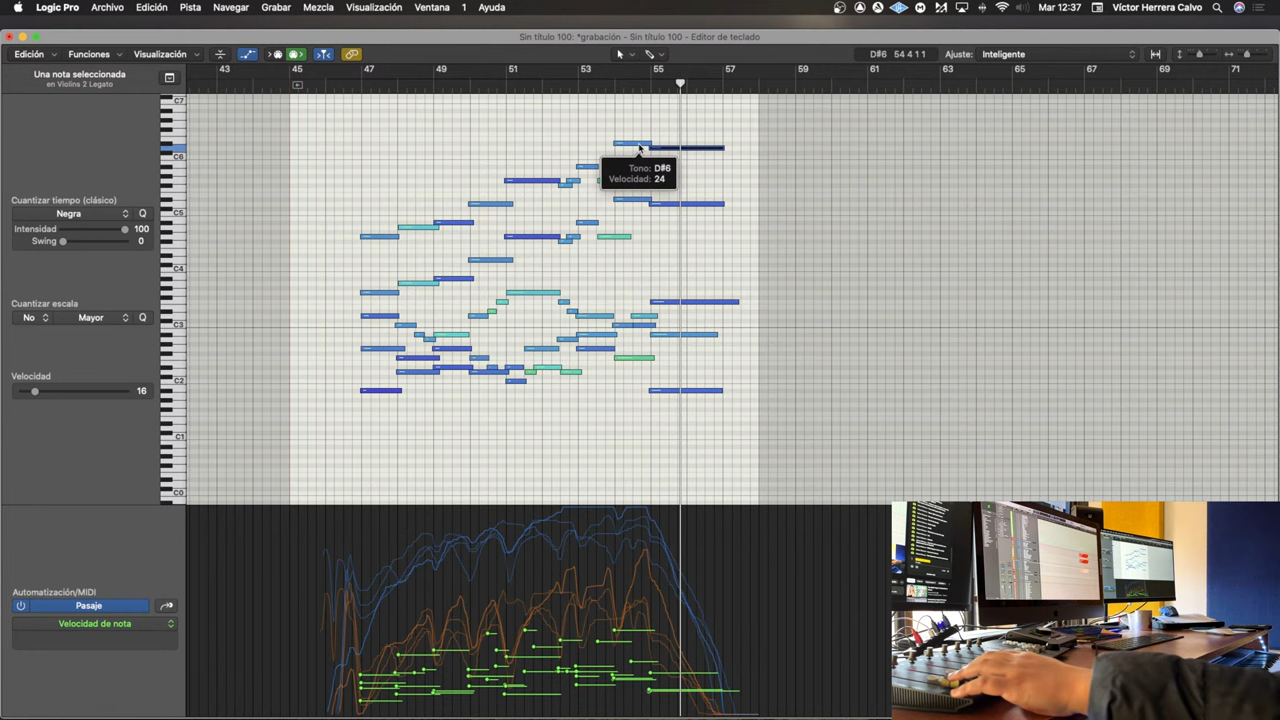 Logic Pro Archivo Edición Pista Navegar Grabar Mezcla Visualización Ventana 1 Ayuda Mar 12:37 Víctor Herrera Calvo
Sin título 100: *grabación - Sin título 100 - Editor de teclado
Edición Funciones Visualización D#6 54 4 1 1 Ajuste: Inteligente
Una nota seleccionada
en Violins 2 Legato
43 45 47 49 51 53 55 57 59 61 63 65 67 69 71
C7
C6
Tono: D#6
Velocidad: 24
Cuantizar tiempo (clásico)
Negra Q
Intensidad 100
Swing 0
C5
C4
Cuantizar escala
No Mayor Q
C3
Velocidad
16
C2
C1
C0
Automatización/MIDI
Pasaje
Velocidad de nota